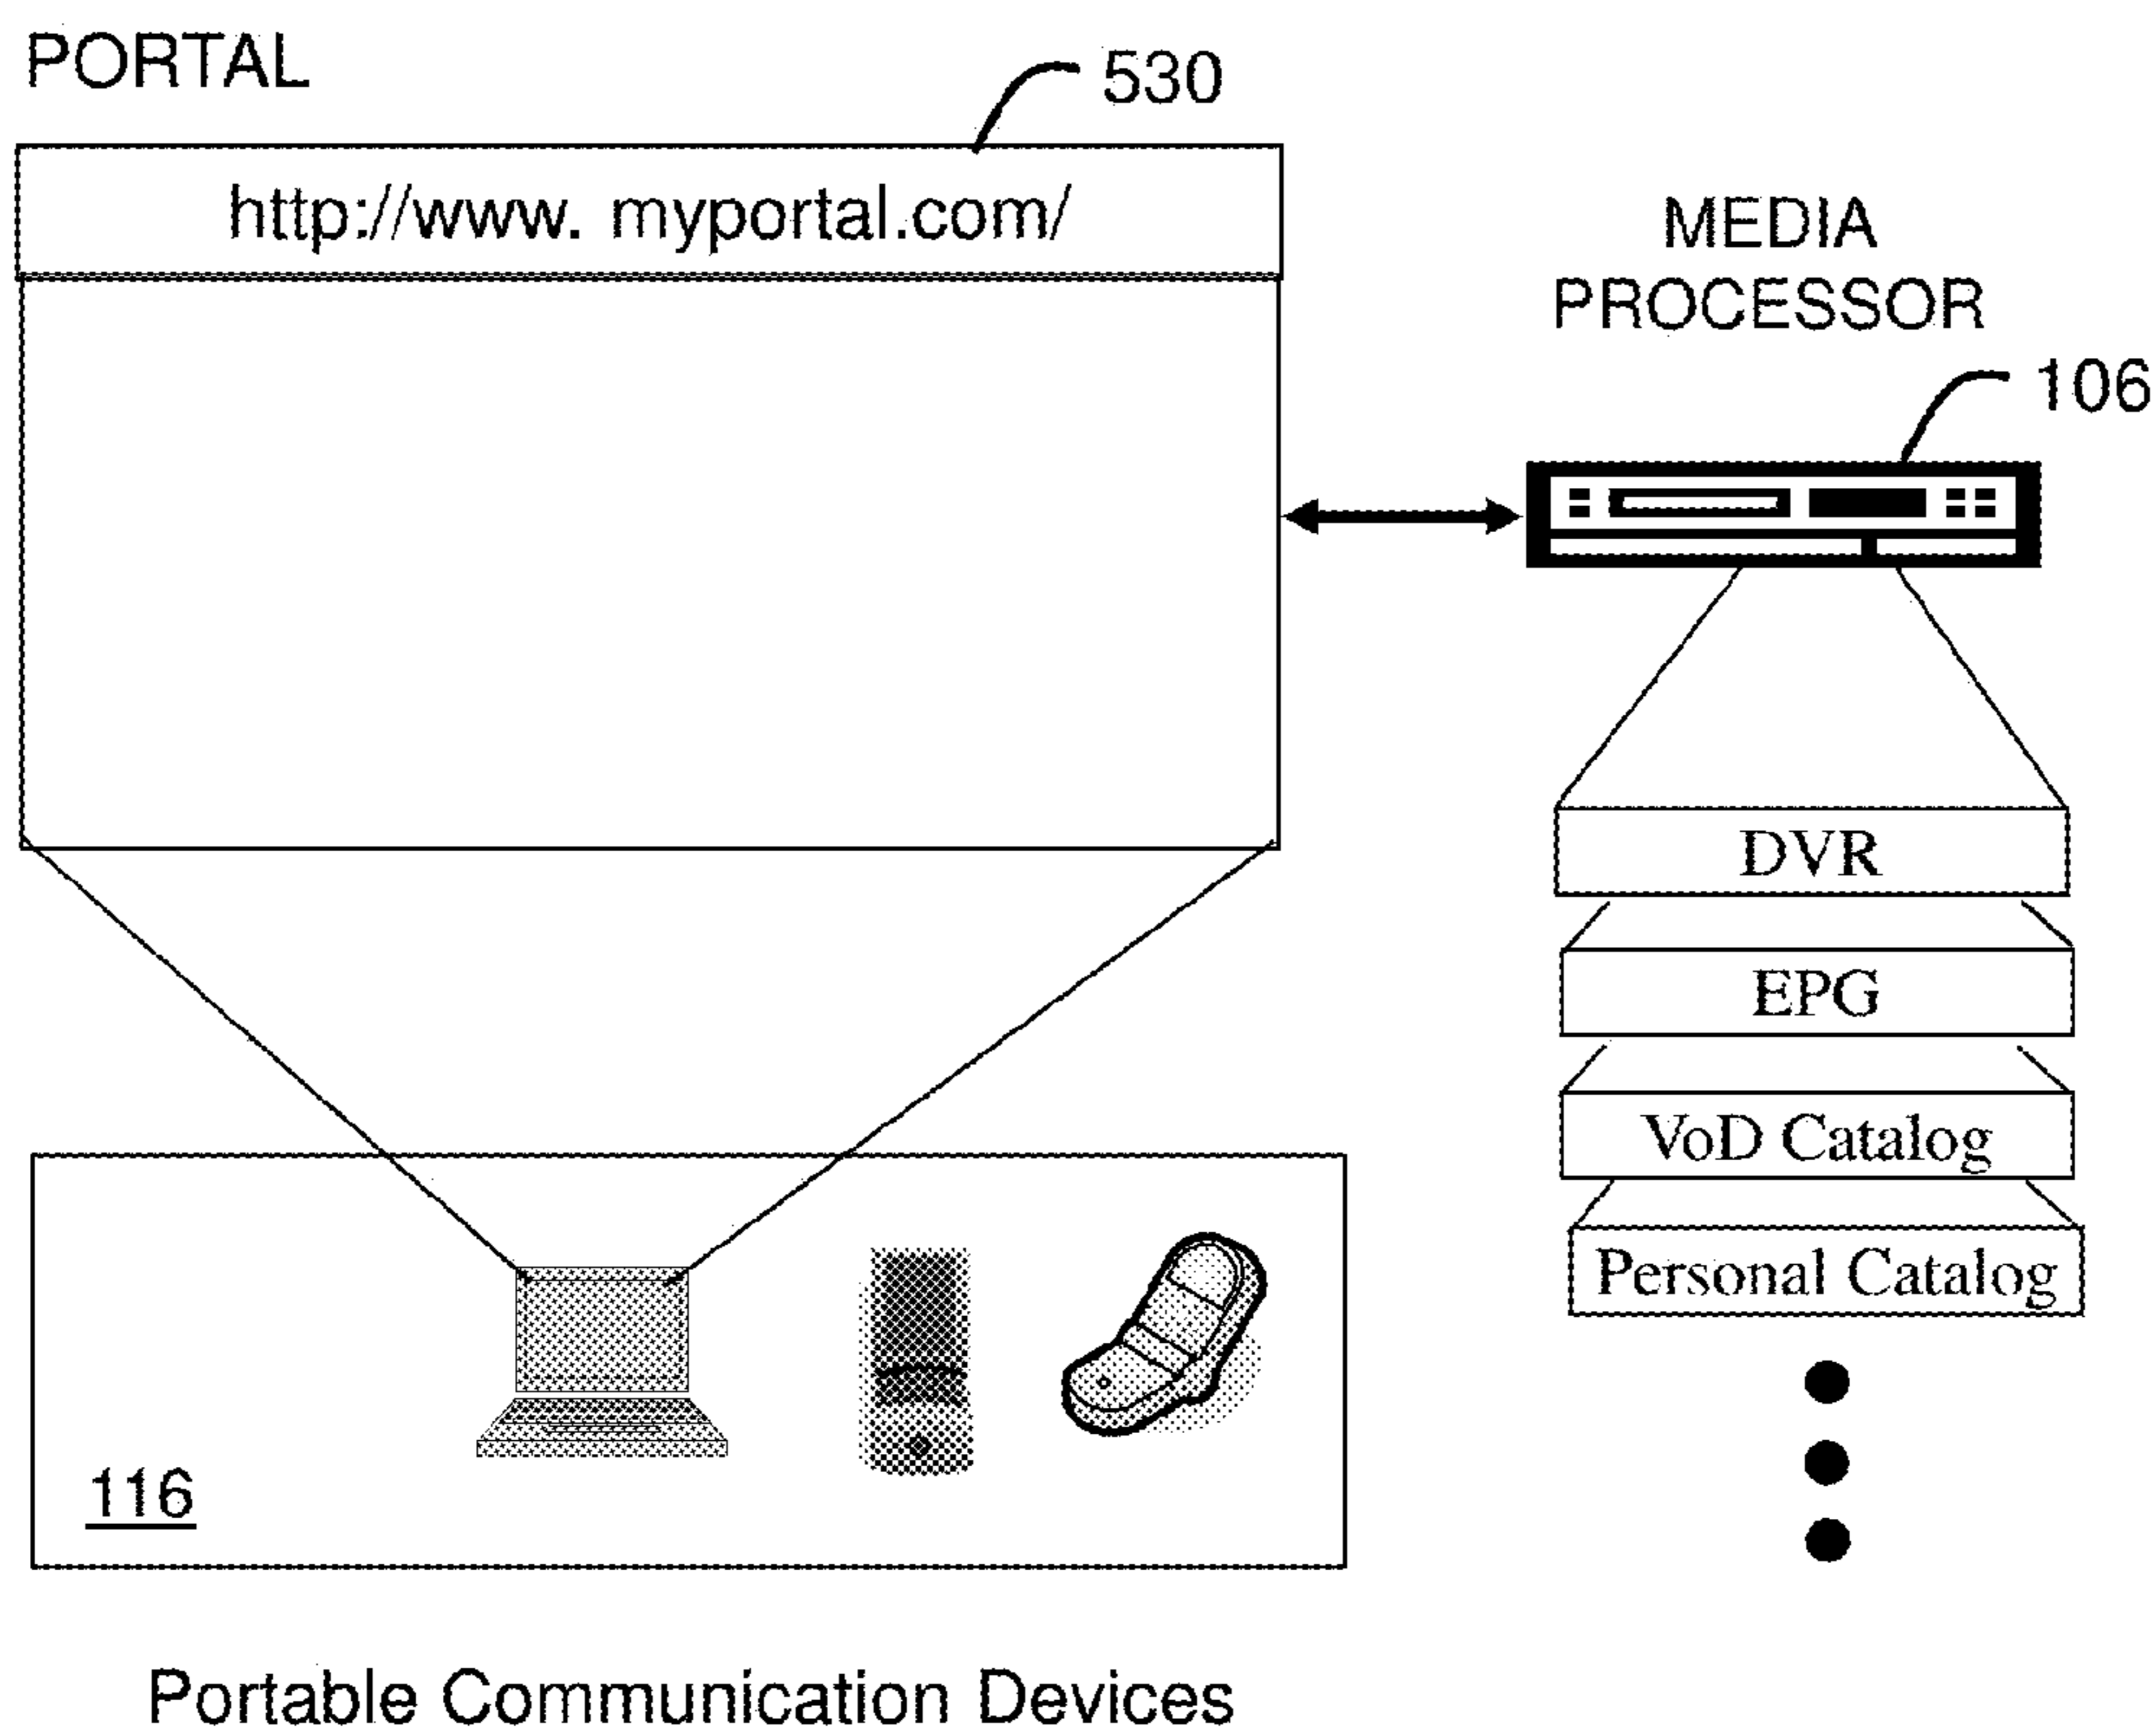 PORTAL
530
http://www. myportal.com/
MEDIA
PROCESSOR
106
DVR
EPG
VoD Catalog
Personal Catalog
116
Portable Communication Devices